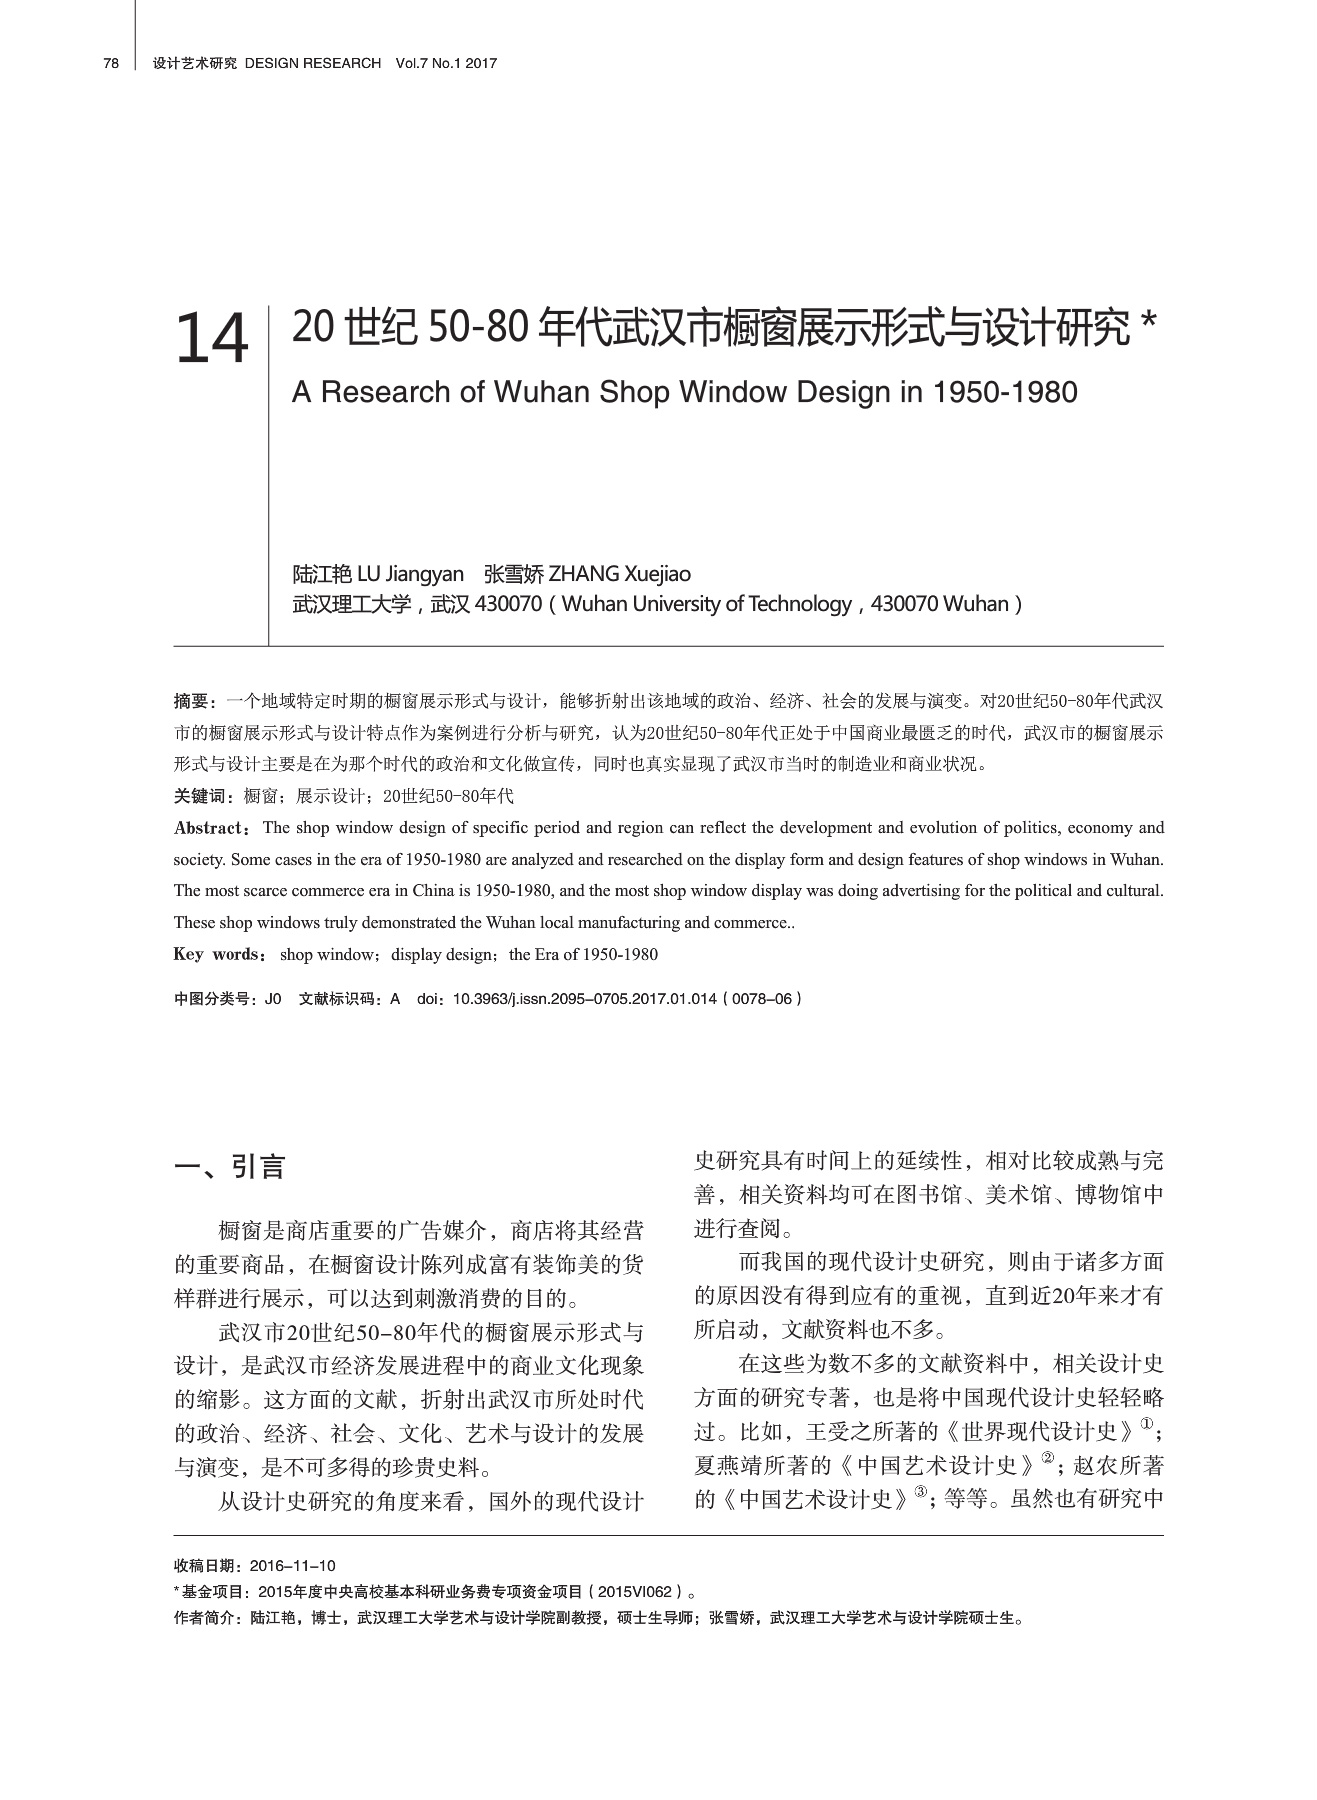 78 设计艺术研究 DESIGN RESEARCH Vol.7 No.1 2017
14
20 世纪 50-80 年代武汉市橱窗展示形式与设计研究 *
A Research of Wuhan Shop Window Design in 1950-1980
陆江艳 LU Jiangyan 张雪娇 ZHANG Xuejiao
武汉理工大学，武汉 430070（Wuhan University of Technology，430070 Wuhan）
摘要：一个地域特定时期的橱窗展示形式与设计，能够折射出该地域的政治、经济、社会的发展与演变。对20世纪50-80年代武汉
市的橱窗展示形式与设计特点作为案例进行分析与研究，认为20世纪50-80年代正处于中国商业最匮乏的时代，武汉市的橱窗展示
形式与设计主要是在为那个时代的政治和文化做宣传，同时也真实显现了武汉市当时的制造业和商业状况。
关键词：橱窗；展示设计；20世纪50-80年代
Abstract：The shop window design of specific period and region can reflect the development and evolution of politics, economy and
society. Some cases in the era of 1950-1980 are analyzed and researched on the display form and design features of shop windows in Wuhan.
The most scarce commerce era in China is 1950-1980, and the most shop window display was doing advertising for the political and cultural.
These shop windows truly demonstrated the Wuhan local manufacturing and commerce..
Key words：shop window；display design；the Era of 1950-1980
中图分类号：J0 文献标识码：A doi：10.3963/j.issn.2095-0705.2017.01.014（0078-06）
一、引言
橱窗是商店重要的广告媒介，商店将其经营
的重要商品，在橱窗设计陈列成富有装饰美的货
样群进行展示，可以达到刺激消费的目的。
武汉市20世纪50-80年代的橱窗展示形式与
设计，是武汉市经济发展进程中的商业文化现象
的缩影。这方面的文献，折射出武汉市所处时代
的政治、经济、社会、文化、艺术与设计的发展
与演变，是不可多得的珍贵史料。
从设计史研究的角度来看，国外的现代设计
史研究具有时间上的延续性，相对比较成熟与完
善，相关资料均可在图书馆、美术馆、博物馆中
进行查阅。
而我国的现代设计史研究，则由于诸多方面
的原因没有得到应有的重视，直到近20年来才有
所启动，文献资料也不多。
在这些为数不多的文献资料中，相关设计史
方面的研究专著，也是将中国现代设计史轻轻略
过。比如，王受之所著的《世界现代设计史》①；
夏燕靖所著的《中国艺术设计史》②；赵农所著
的《中国艺术设计史》③；等等。虽然也有研究中
收稿日期：2016-11-10
*基金项目：2015年度中央高校基本科研业务费专项资金项目（2015VI062）。
作者简介：陆江艳，博士，武汉理工大学艺术与设计学院副教授，硕士生导师；张雪娇，武汉理工大学艺术与设计学院硕士生。